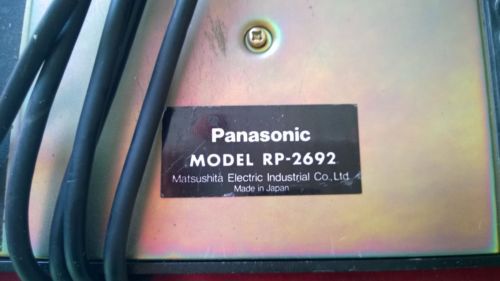 Panasonic
MODEL RP-2692
Matsushita Electric Industrial Co., Ltd.
Made in Japan